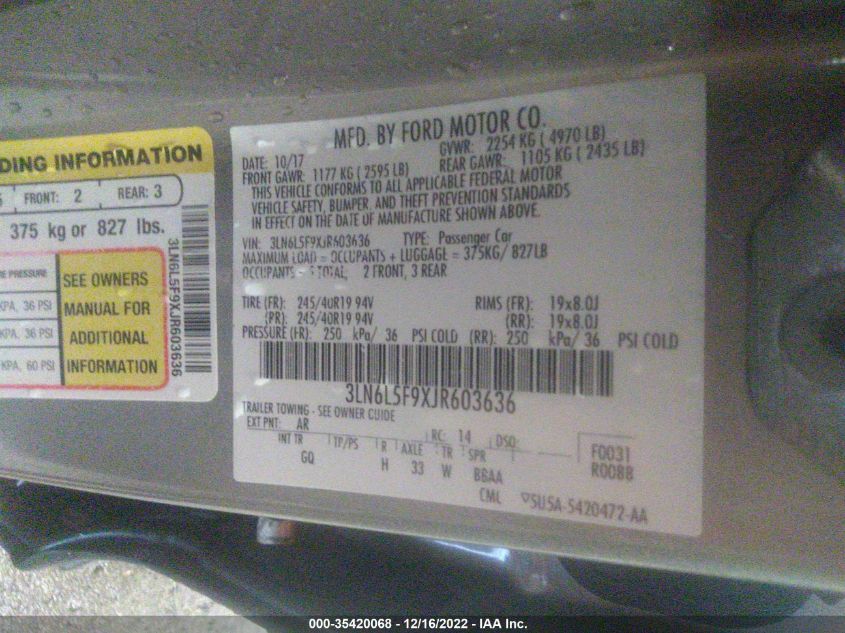 DING INFORMATION
FRONT: 2 REAR: 3
375 kg or 827 lbs.
RE PRESSURE
KPA, 36 PSI
KPA, 36 PSI
KPA, 60 PSI
SEE OWNERS
MANUAL FOR
ADDITIONAL
INFORMATION
3LN6L5F9XJR603636
MFD. BY FORD MOTOR CO.
DATE: 10/17 GVWR: 2254 KG ( 4970 LB)
FRONT GAWR: 1177 KG ( 2595 LB) REAR GAWR: 1105 KG ( 2435 LB)
THIS VEHICLE CONFORMS TO ALL APPLICABLE FEDERAL MOTOR
VEHICLE SAFETY, BUMPER, AND THEFT PREVENTION STANDARDS
IN EFFECT ON THE DATE OF MANUFACTURE SHOWN ABOVE.
VIN: 3LN6L5F9XJR603636 TYPE: Passenger Car
MAXIMUM LOAD = OCCUPANTS + LUGGAGE = 375KG/ 827LB
OCCUPANTS = 5 TOTAL, 2 FRONT, 3 REAR
TIRE (FR): 245/40R19 94V RIMS (FR): 19x8.0J
(RR): 245/40R19 94V (RR): 19x8.0J
PRESSURE (FR): 250 kPa/ 36 PSI COLD (RR): 250 kPa/ 36 PSI COLD
3LN6L5F9XJR603636
TRAILER TOWING - SEE OWNER GUIDE
EXT PNT: AR RC: 14 DSO:
INT TR TP/PS R AXLE TR SPR
GQ H 33 W BBAA
CML
F0031
R0088
▽SU5A-5420472-AA
000-35420068 - 12/16/2022 - IAA Inc.